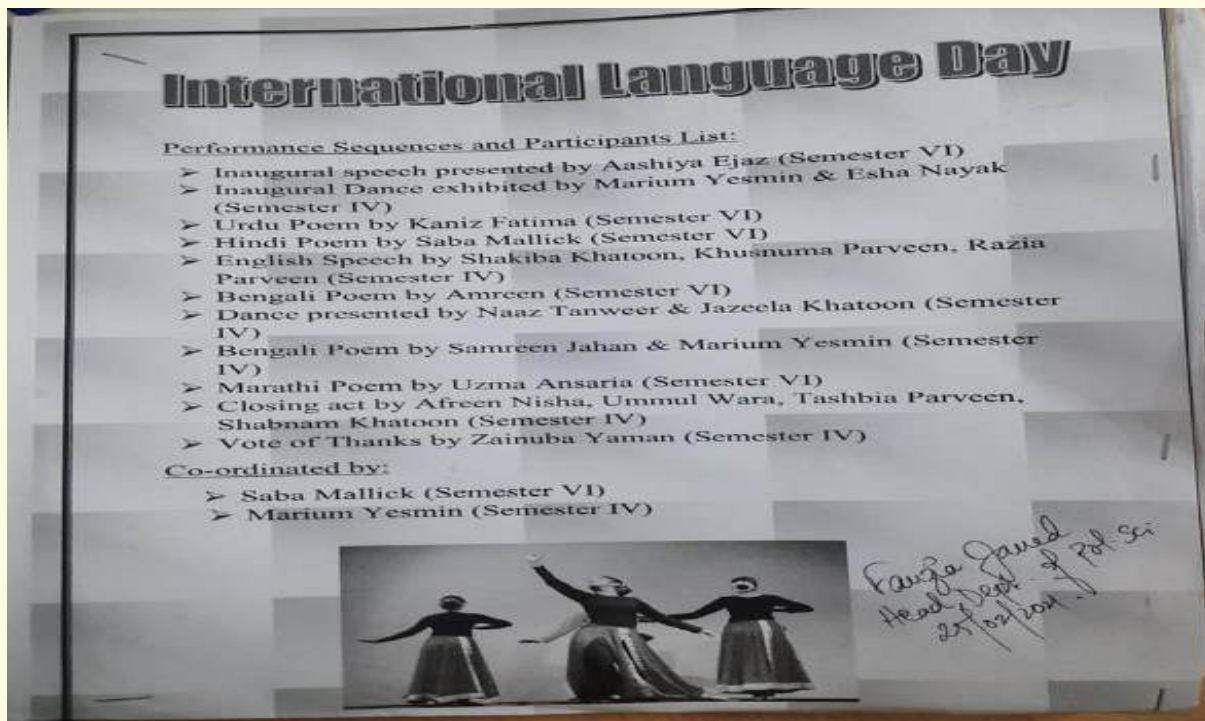 International Language Day
Performance Sequences and Participants List:
➢ Inaugural speech presented by Aashiya Ejaz (Semester VI)
➢ Inaugural Dance exhibited by Marium Yesmin & Esha Nayak
(Semester IV)
➢ Urdu Poem by Kaniz Fatima (Semester VI)
➢ Hindi Poem by Saba Mallick (Semester VI)
➢ English Speech by Shakiba Khatoon, Khusnuma Parveen, Razia
Parveen (Semester IV)
➢ Bengali Poem by Amreen (Semester VI)
➢ Dance presented by Naaz Tanweer & Jazeela Khatoon (Semester
IV)
➢ Bengali Poem by Samreen Jahan & Marium Yesmin (Semester
IV)
➢ Marathi Poem by Uzma Ansaria (Semester VI)
➢ Closing act by Afreen Nisha, Ummul Wara, Tashbia Parveen,
Shabnam Khatoon (Semester IV)
➢ Vote of Thanks by Zainuba Yaman (Semester IV)
Co-ordinated by:
➢ Saba Mallick (Semester VI)
➢ Marium Yesmin (Semester IV)
Fauzia Javed
Head Dept. of Pol. Sci